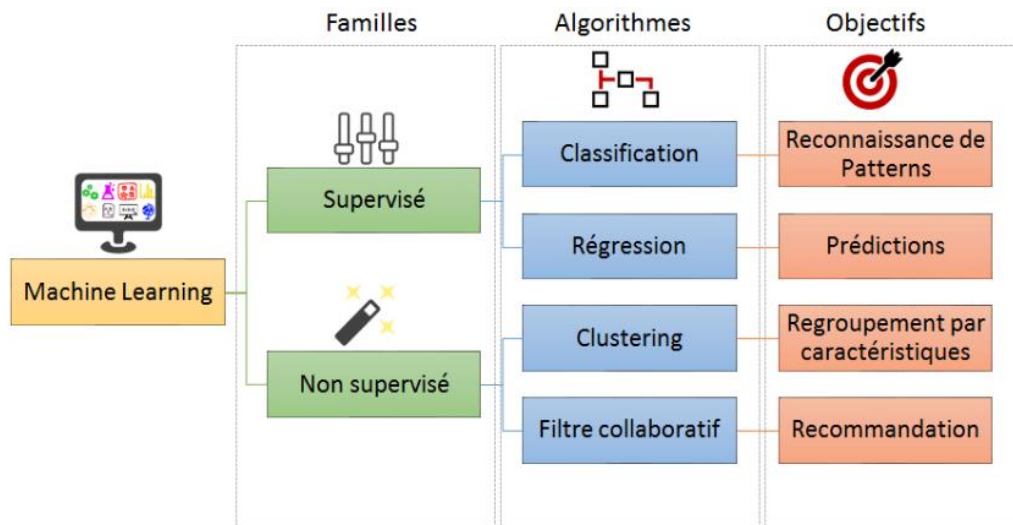 Familles
Algorithmes
Objectifs
Machine Learning
Supervisé
Non supervisé
Classification
Régression
Clustering
Filtre collaboratif
Reconnaissance de
Patterns
Prédictions
Regroupement par
caractéristiques
Recommandation